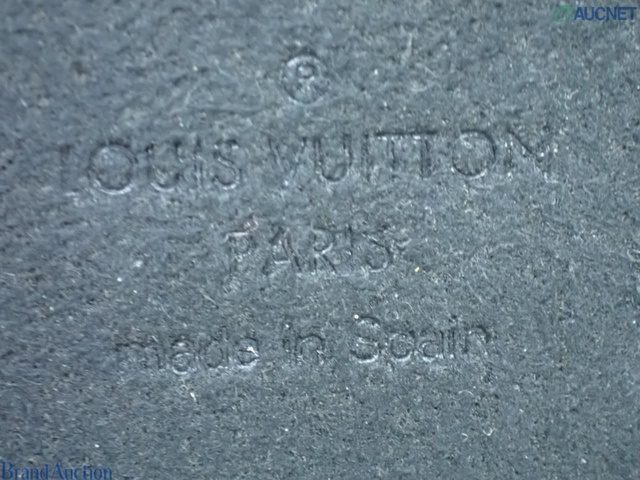 AUCNET
®
LOUIS VUITTON
PARIS
made in Spain
Brand Auction